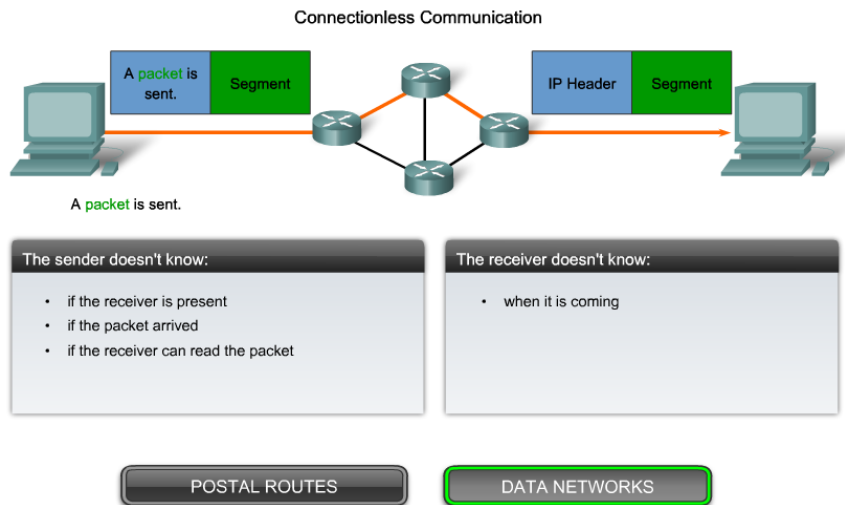 Connectionless Communication
A packet is
sent.
Segment
IP Header
Segment
A packet is sent.
The sender doesn't know:
• if the receiver is present
• if the packet arrived
• if the receiver can read the packet
The receiver doesn't know:
• when it is coming
POSTAL ROUTES
DATA NETWORKS